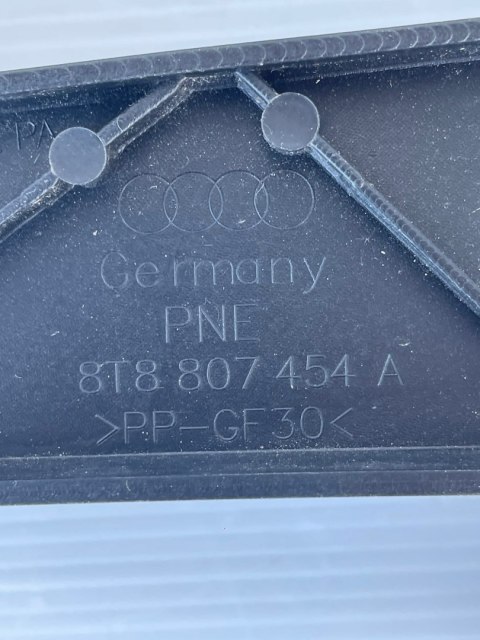 Germany
PNE
8T8 807 454 A
>PP-GF30<